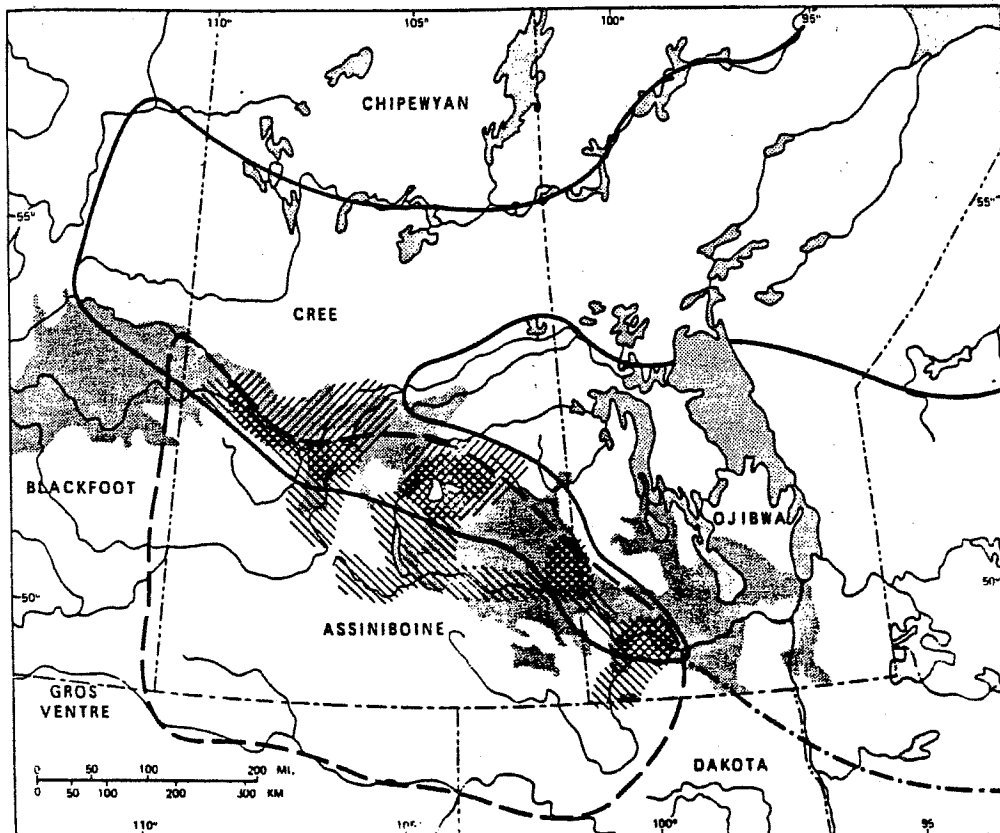 110°
105°
100°
95°
CHIPEWYAN
55°
55°
CREE
BLACKFOOT
OJIBWA
50°
50°
ASSINIBOINE
GROS
VENTRE
DAKOTA
0 50 100 200 MI.
0 50 100 200 300 KM
110°
105°
100°
95